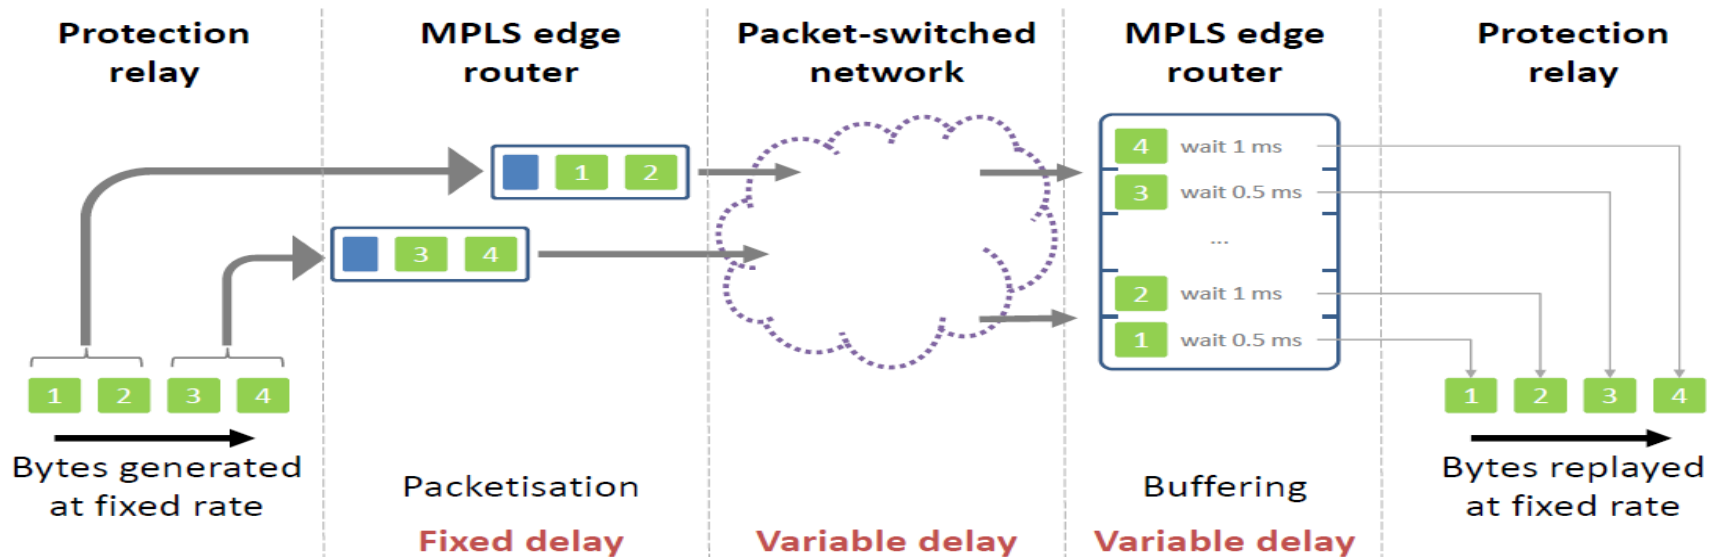 Protection
relay
MPLS edge
router
Packet-switched
network
MPLS edge
router
Protection
relay
1 2
3 4
4 wait 1 ms
3 wait 0.5 ms
...
2 wait 1 ms
1 wait 0.5 ms
1 2 3 4
Bytes generated
at fixed rate
Packetisation
Fixed delay
Variable delay
Buffering
Variable delay
1 2 3 4
Bytes replayed
at fixed rate